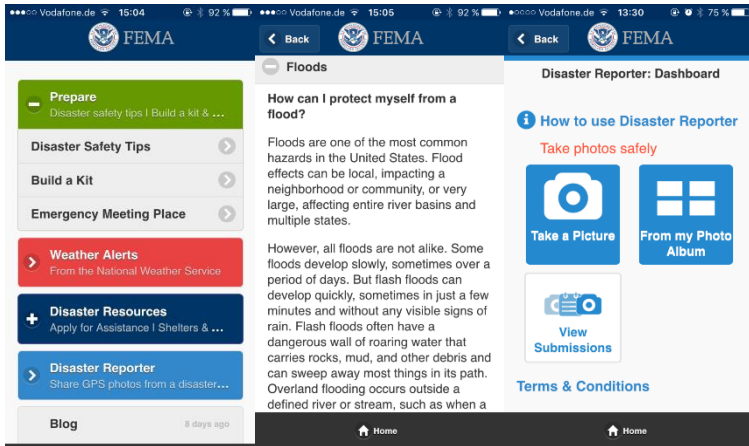 Vodafone.de 15:04 92 %
FEMA
Prepare
Disaster safety tips I Build a kit & ...
Disaster Safety Tips
Build a Kit
Emergency Meeting Place
Weather Alerts
From the National Weather Service
Disaster Resources
Apply for Assistance I Shelters & ...
Disaster Reporter
Share GPS photos from a disaster...
Blog 8 days ago
Vodafone.de 15:05 92 %
Back FEMA
Floods
How can I protect myself from a
flood?
Floods are one of the most common
hazards in the United States. Flood
effects can be local, impacting a
neighborhood or community, or very
large, affecting entire river basins and
multiple states.
However, all floods are not alike. Some
floods develop slowly, sometimes over a
period of days. But flash floods can
develop quickly, sometimes in just a few
minutes and without any visible signs of
rain. Flash floods often have a
dangerous wall of roaring water that
carries rocks, mud, and other debris and
can sweep away most things in its path.
Overland flooding occurs outside a
defined river or stream, such as when a
Home
Vodafone.de 13:30 75 %
Back FEMA
Disaster Reporter: Dashboard
How to use Disaster Reporter
Take photos safely
Take a Picture
From my Photo
Album
View
Submissions
Terms & Conditions
Home